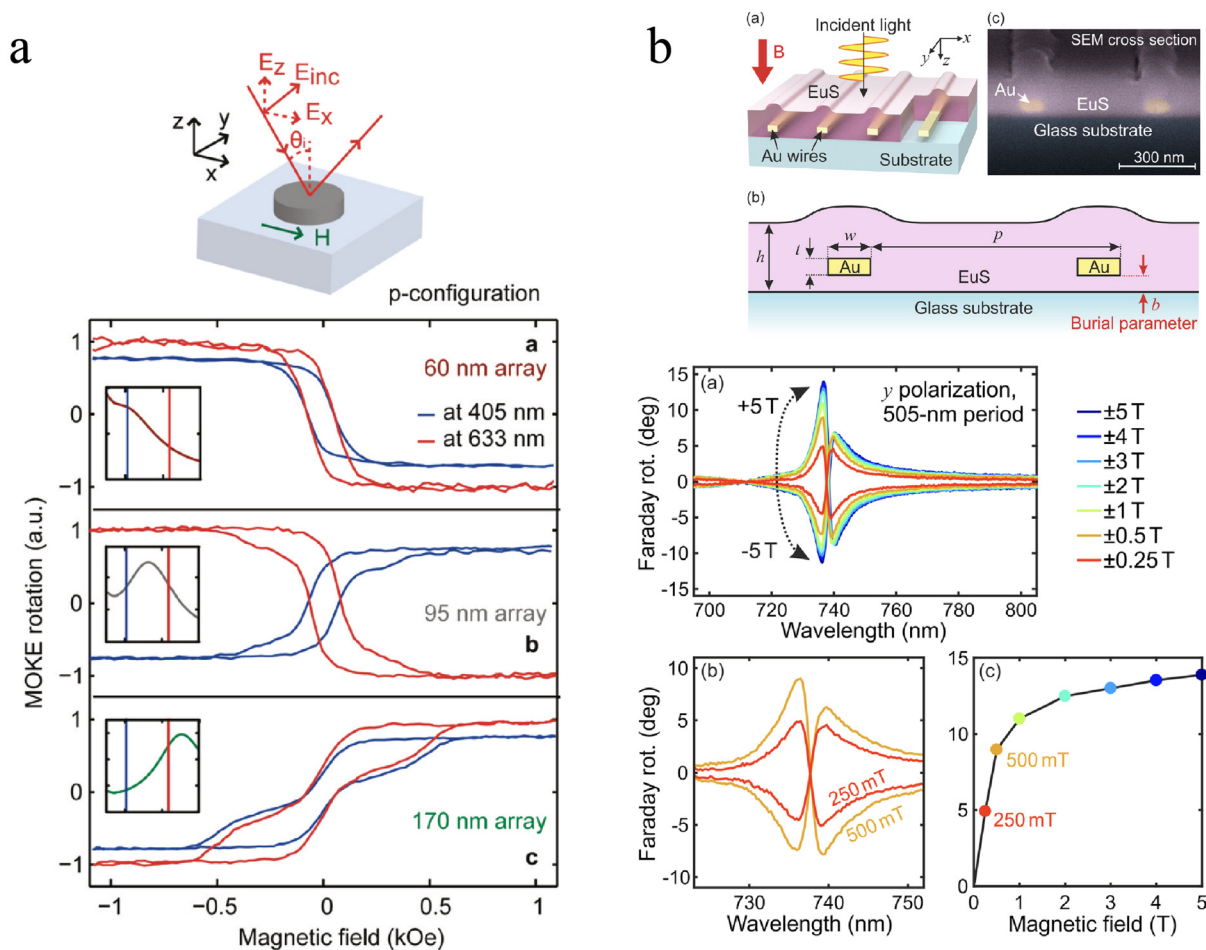 a
E_z
E_inc
E_x
z
y
x
θ_i
H
p-configuration
MOKE rotation (a.u.)
1
0
−1
a
60 nm array
at 405 nm
at 633 nm
1
0
−1
95 nm array
b
1
0
−1
170 nm array
c
−1
−0.5
0
0.5
1
Magnetic field (kOe)
b
(a)
Incident light
B
x
y
z
EuS
Au wires
Substrate
(c)
SEM cross section
Au
EuS
Glass substrate
300 nm
(b)
h
t
w
p
Au
Au
EuS
b
Glass substrate
Burial parameter
(a)
Faraday rot. (deg)
15
10
5
0
-5
-10
-15
+5 T
-5 T
y polarization,
505-nm period
700
720
740
760
780
800
Wavelength (nm)
±5 T
±4 T
±3 T
±2 T
±1 T
±0.5 T
±0.25 T
(b)
Faraday rot. (deg)
10
5
0
-5
-10
250 mT
500 mT
730
740
750
Wavelength (nm)
(c)
15
10
5
0
500 mT
250 mT
0
1
2
3
4
5
Magnetic field (T)